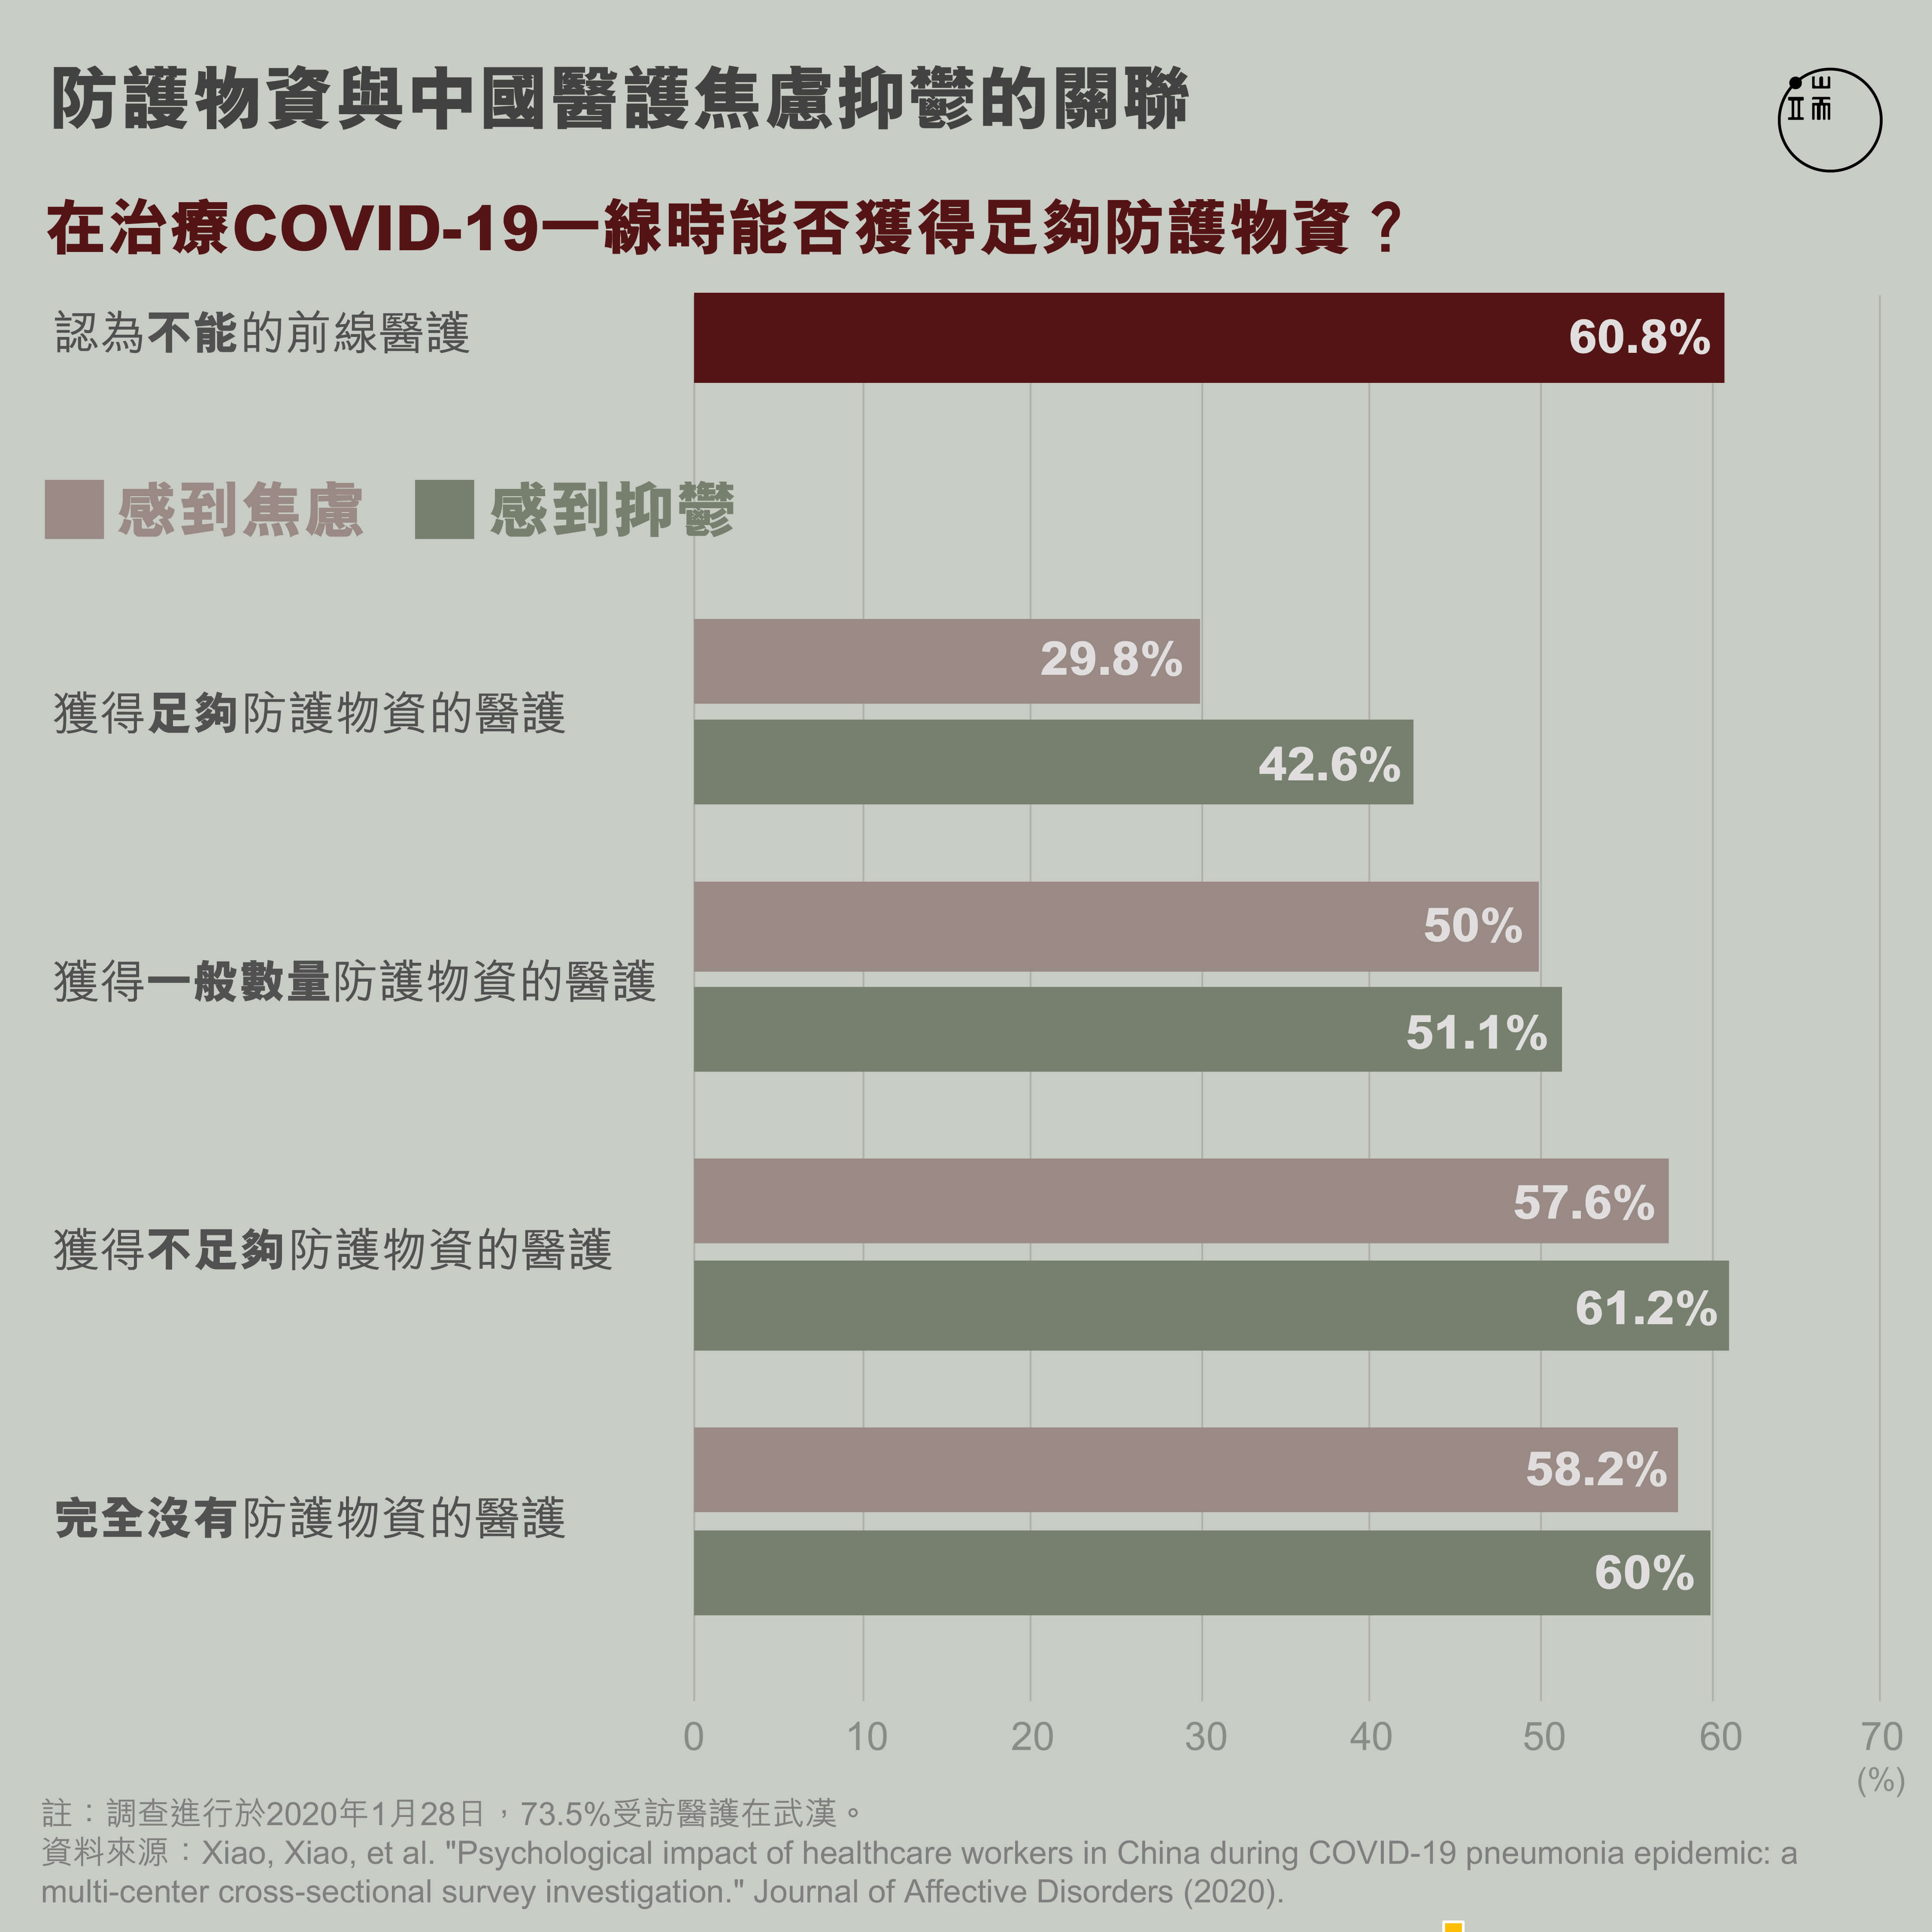 防護物資與中國醫護焦慮抑鬱的關聯
端
在治療COVID-19一線時能否獲得足夠防護物資？
認為不能的前線醫護
60.8%
感到焦慮 感到抑鬱
29.8%
獲得足夠防護物資的醫護
42.6%
50%
獲得一般數量防護物資的醫護
51.1%
57.6%
獲得不足夠防護物資的醫護
61.2%
58.2%
完全沒有防護物資的醫護
60%
0 10 20 30 40 50 60 70
(%)
註：調查進行於2020年1月28日，73.5%受訪醫護在武漢。
資料來源：Xiao, Xiao, et al. "Psychological impact of healthcare workers in China during COVID-19 pneumonia epidemic: a
multi-center cross-sectional survey investigation." Journal of Affective Disorders (2020).